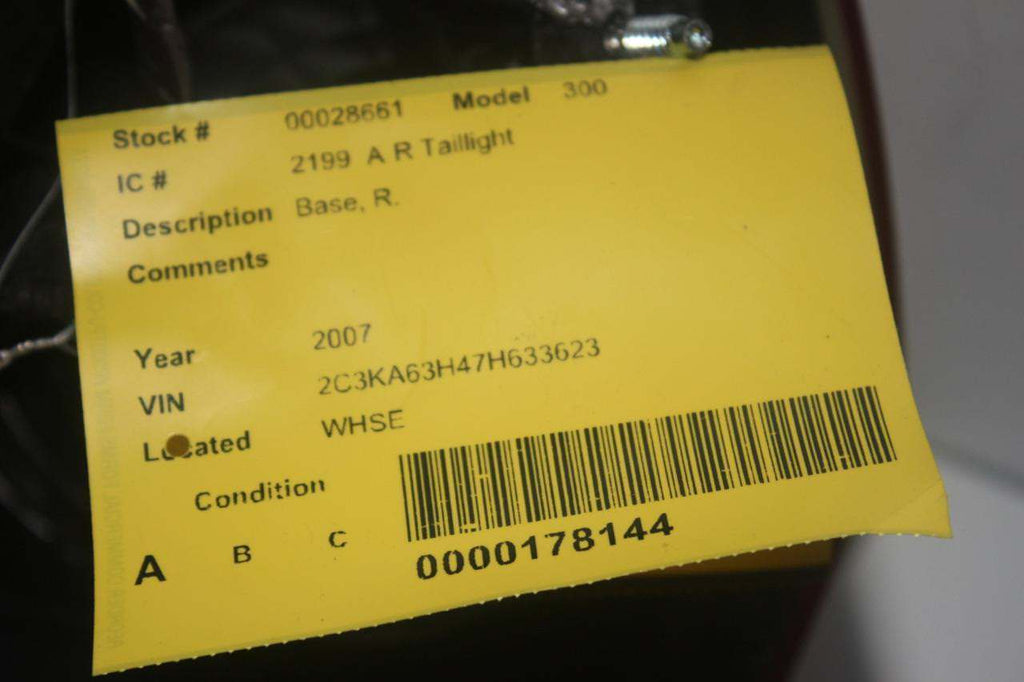 Stock # 00028661 Model 300
IC # 2199 A R Taillight
Description Base, R.
Comments
Year 2007
VIN 2C3KA63H47H633623
Located WHSE
Condition
A B C
0000178144